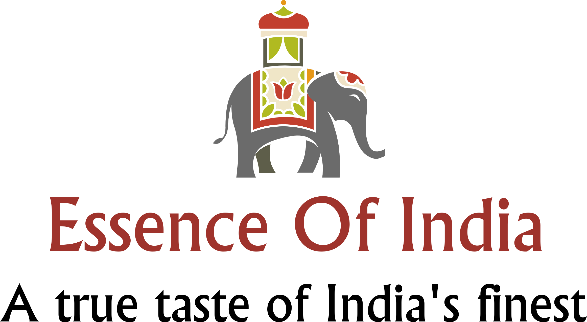 Essence Of India
A true taste of India's finest